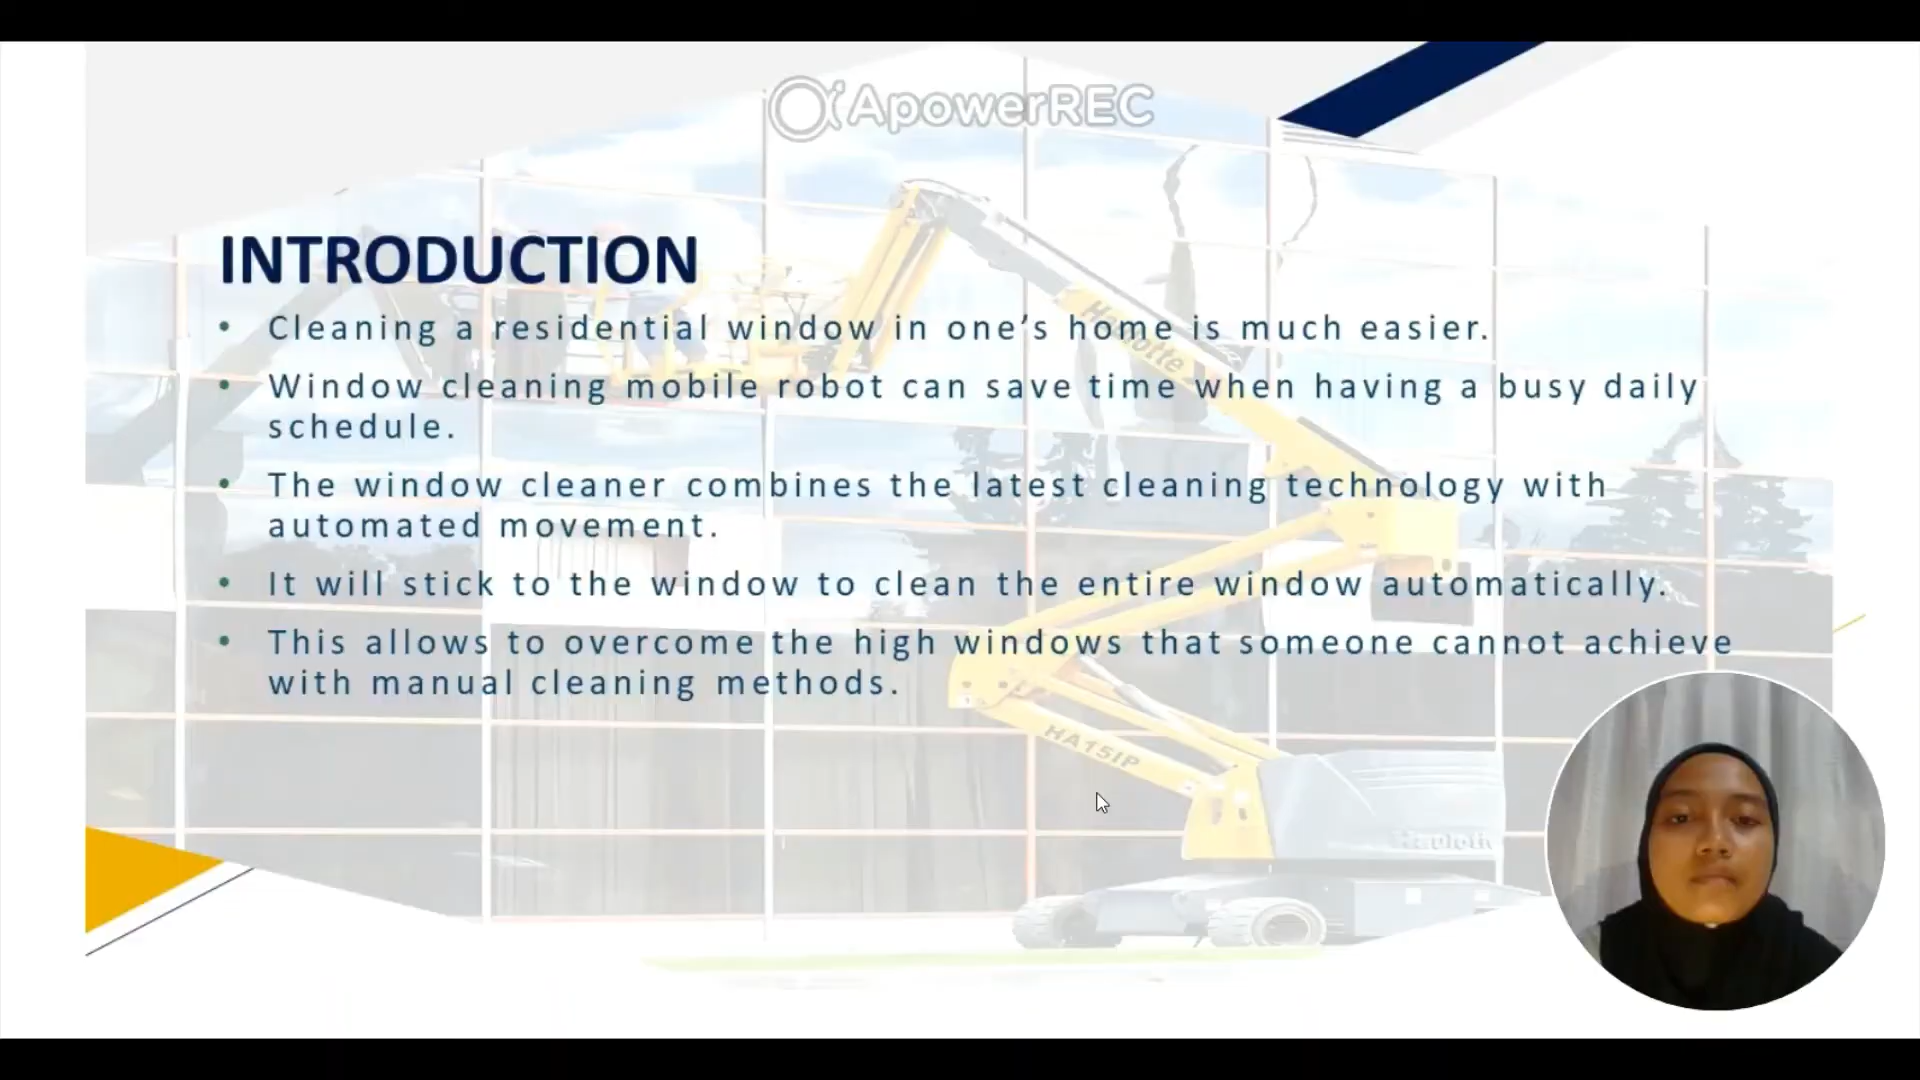 ApowerREC
INTRODUCTION
• Cleaning a residential window in one's home is much easier.
• Window cleaning mobile robot can save time when having a busy daily
schedule.
• The window cleaner combines the latest cleaning technology with
automated movement.
• It will stick to the window to clean the entire window automatically.
• This allows to overcome the high windows that someone cannot achieve
with manual cleaning methods.
Haulotte
HA15IP
Haulotte